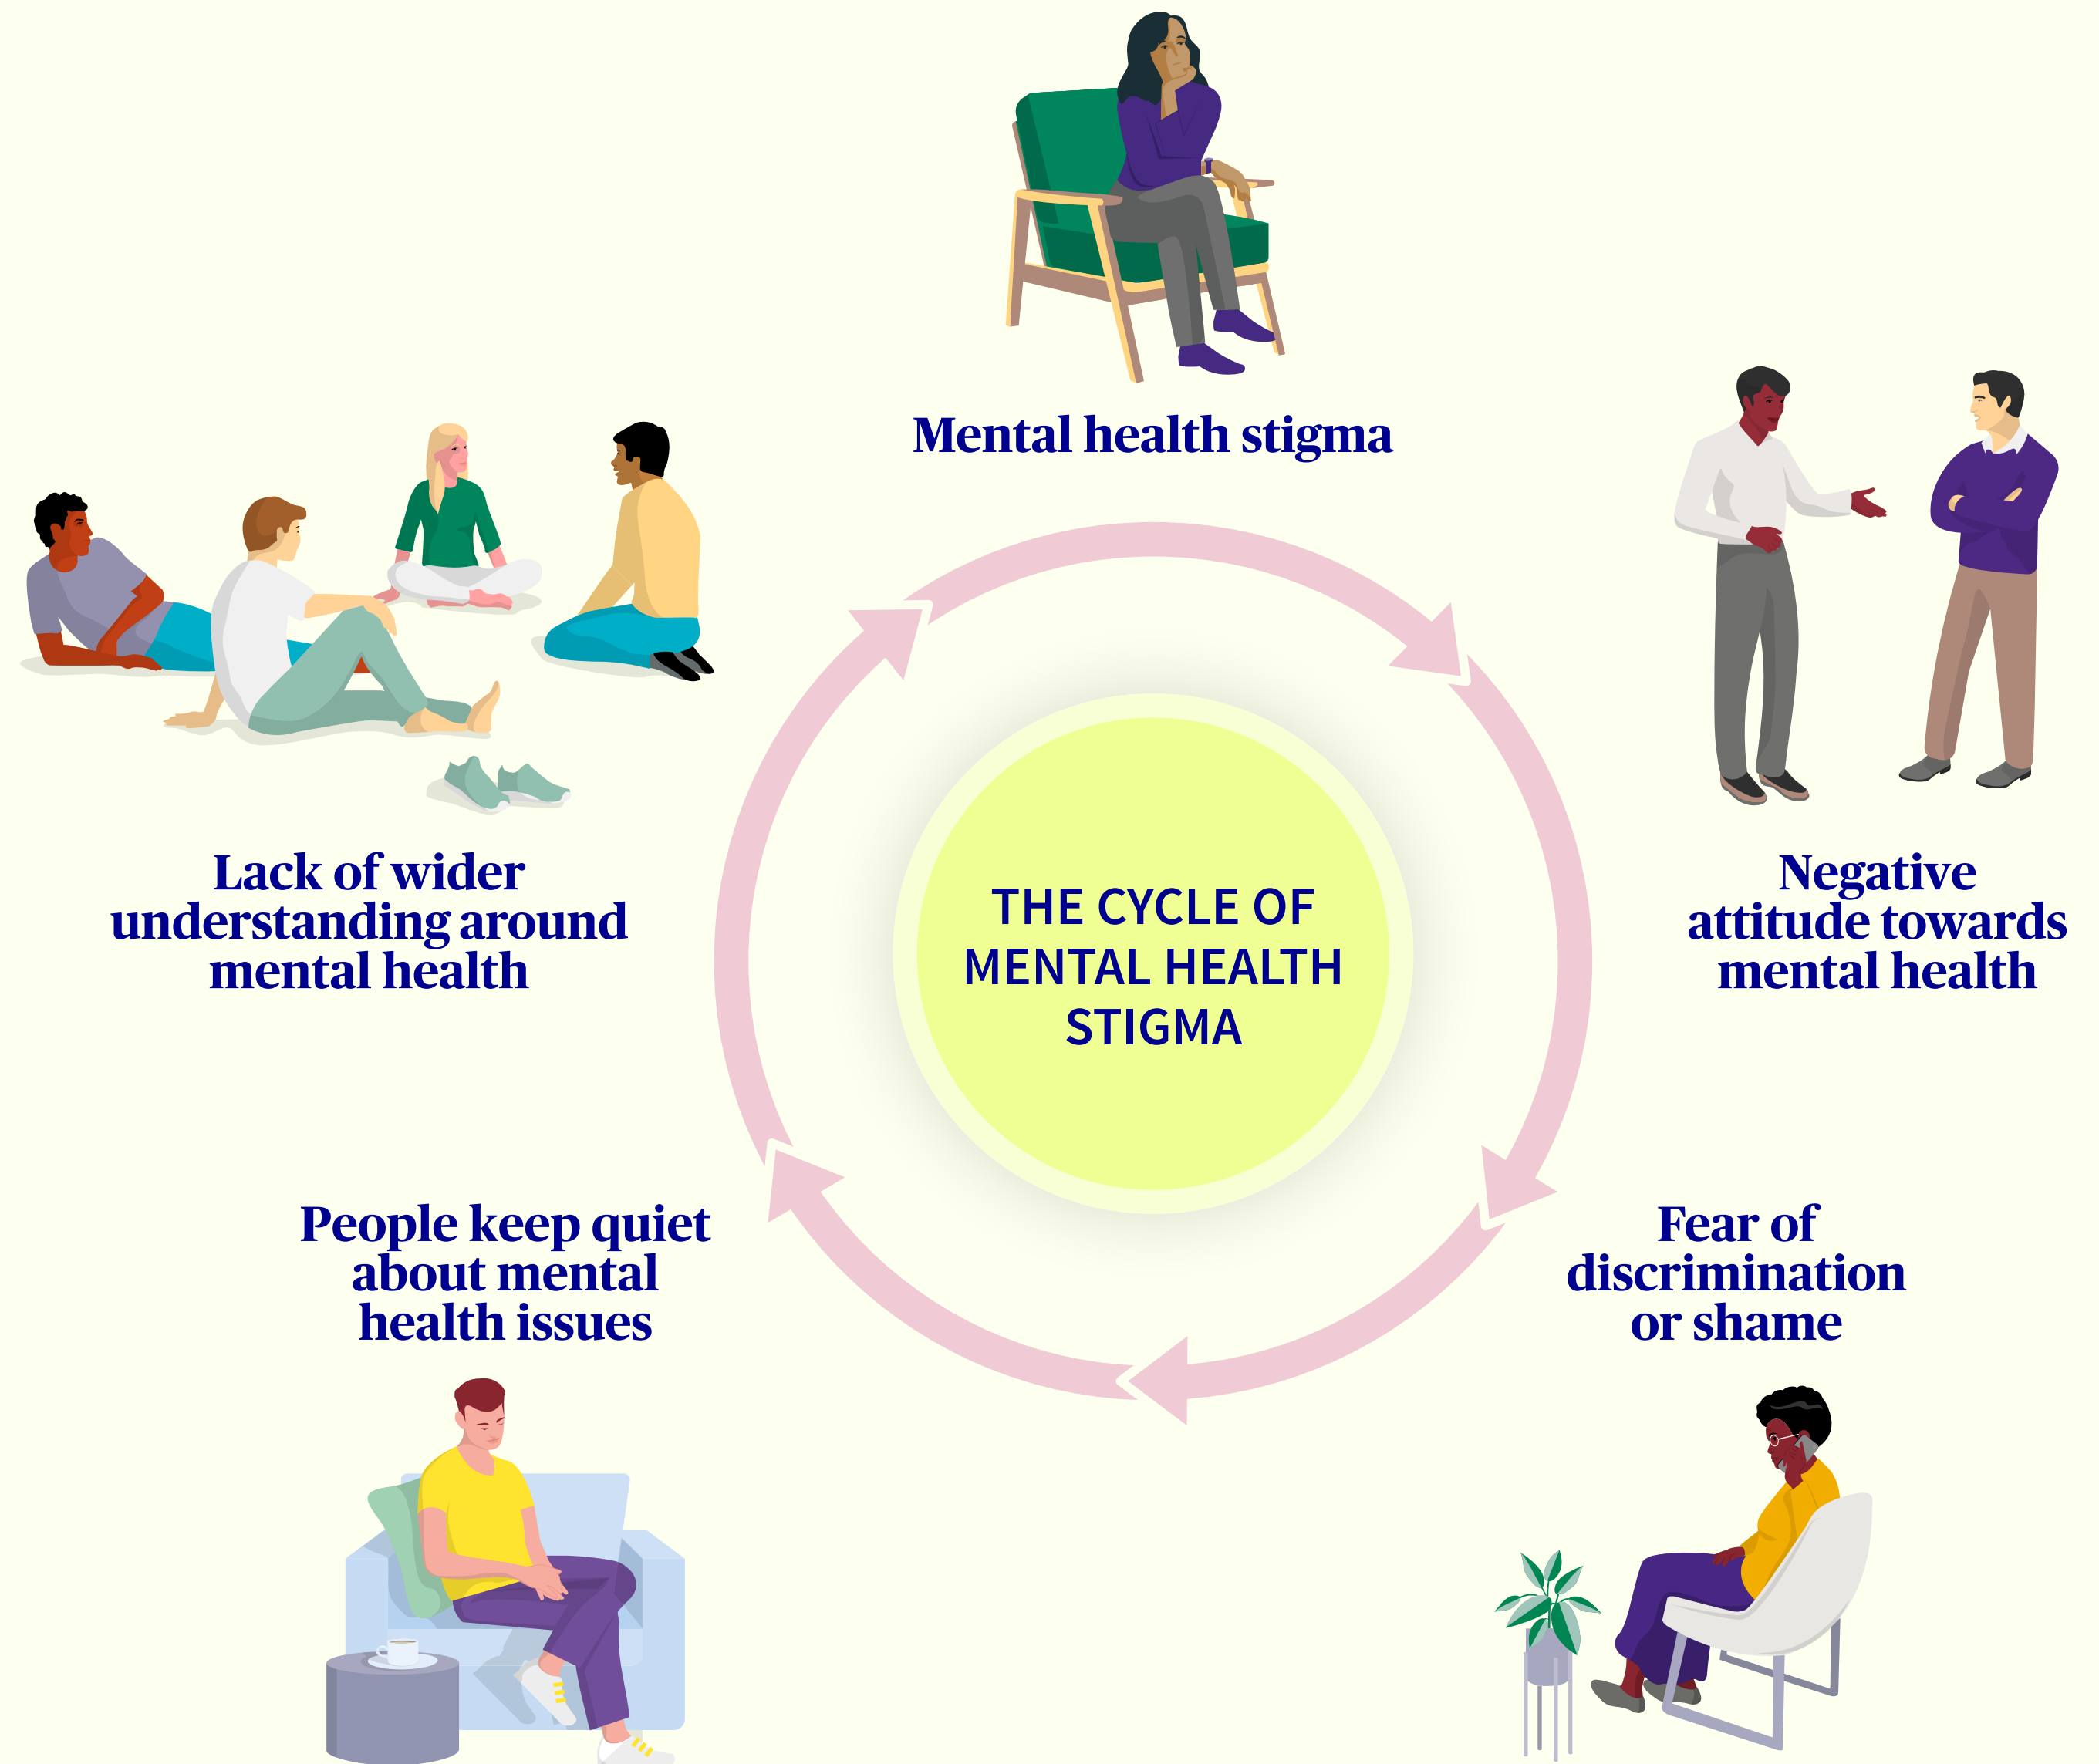 Mental health stigma
Negative
attitude towards
mental health
Fear of
discrimination
or shame
People keep quiet
about mental
health issues
Lack of wider
understanding around
mental health
THE CYCLE OF
MENTAL HEALTH
STIGMA